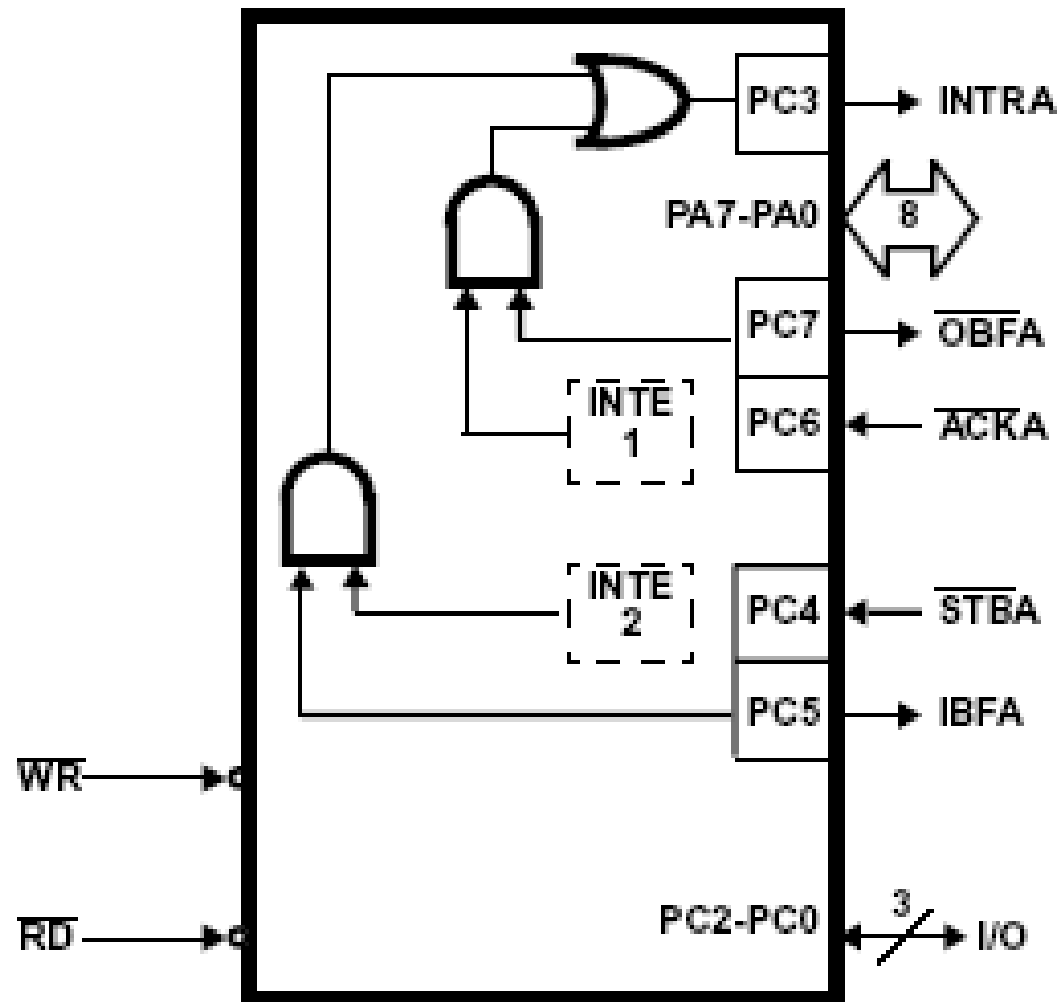 PC3 INTRA
PA7-PA0 8
PC7 OBFA
INTE
1
PC6 ACKA
INTE
2
PC4 STBA
PC5 IBFA
WR
PC2-PC0 3 I/O
RD